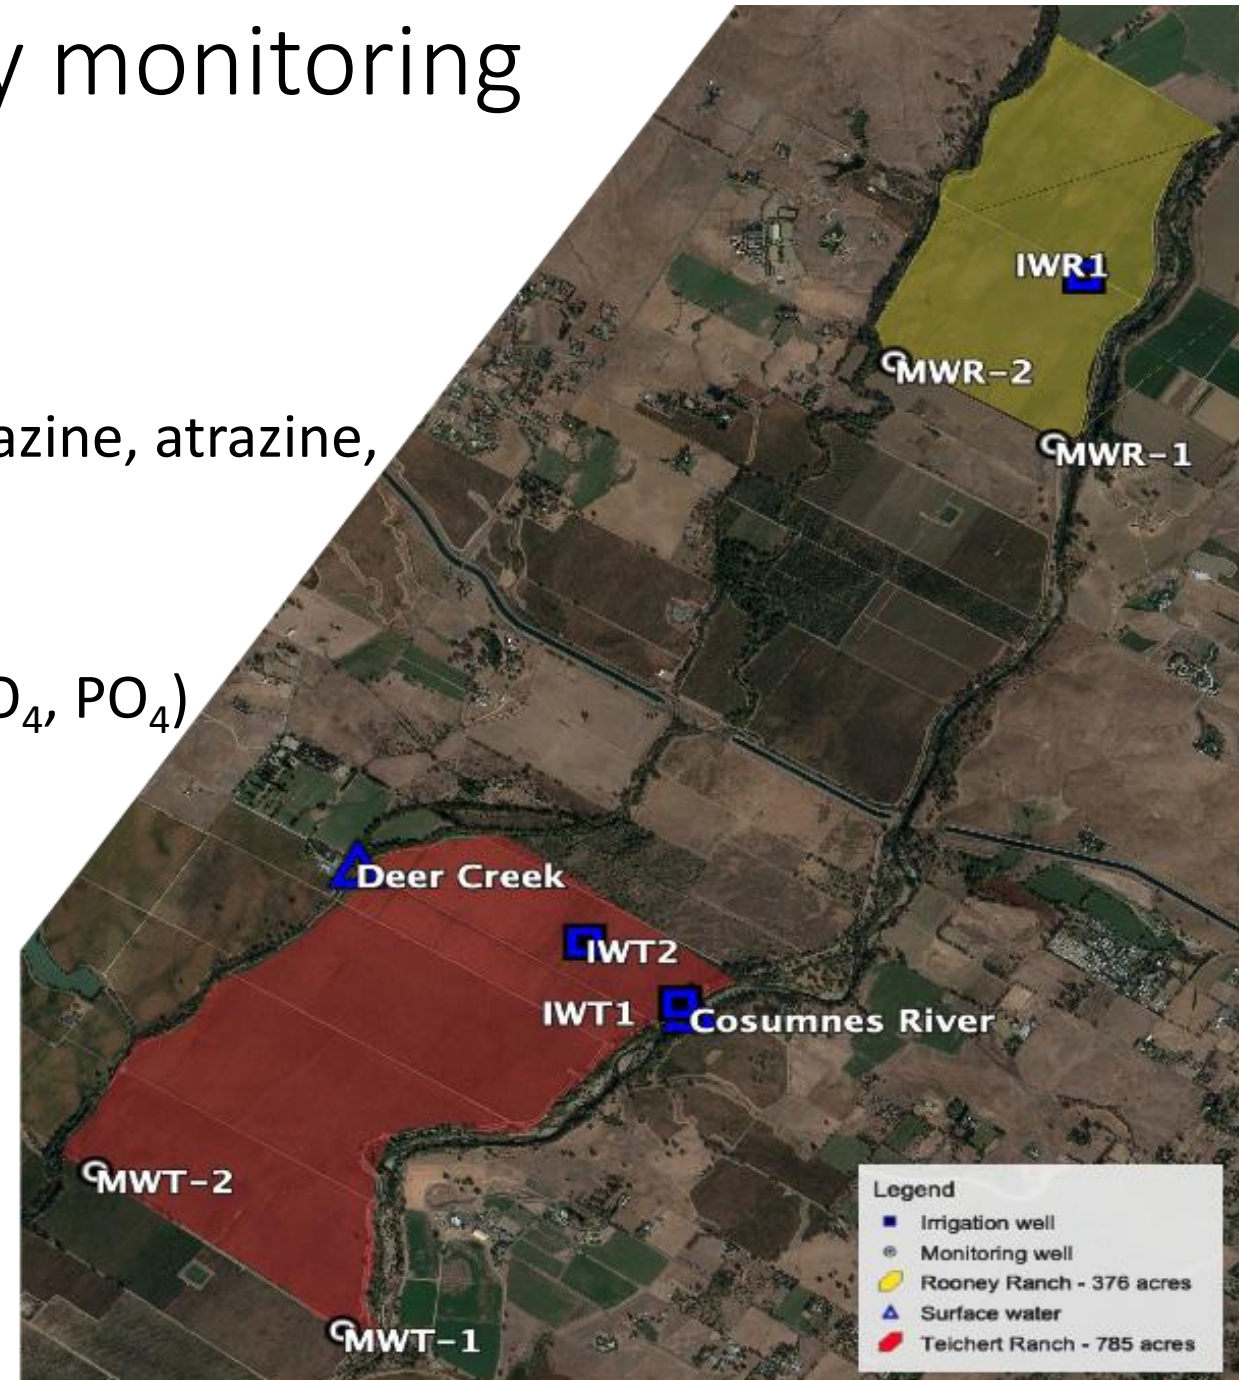 y monitoring
azine, atrazine,
O₄, PO₄)
IWR1
MWR-2
MWR-1
Deer Creek
IWT2
IWT1
Cosumnes River
MWT-2
MWT-1
Legend
Irrigation well
Monitoring well
Rooney Ranch - 376 acres
Surface water
Teichert Ranch - 785 acres